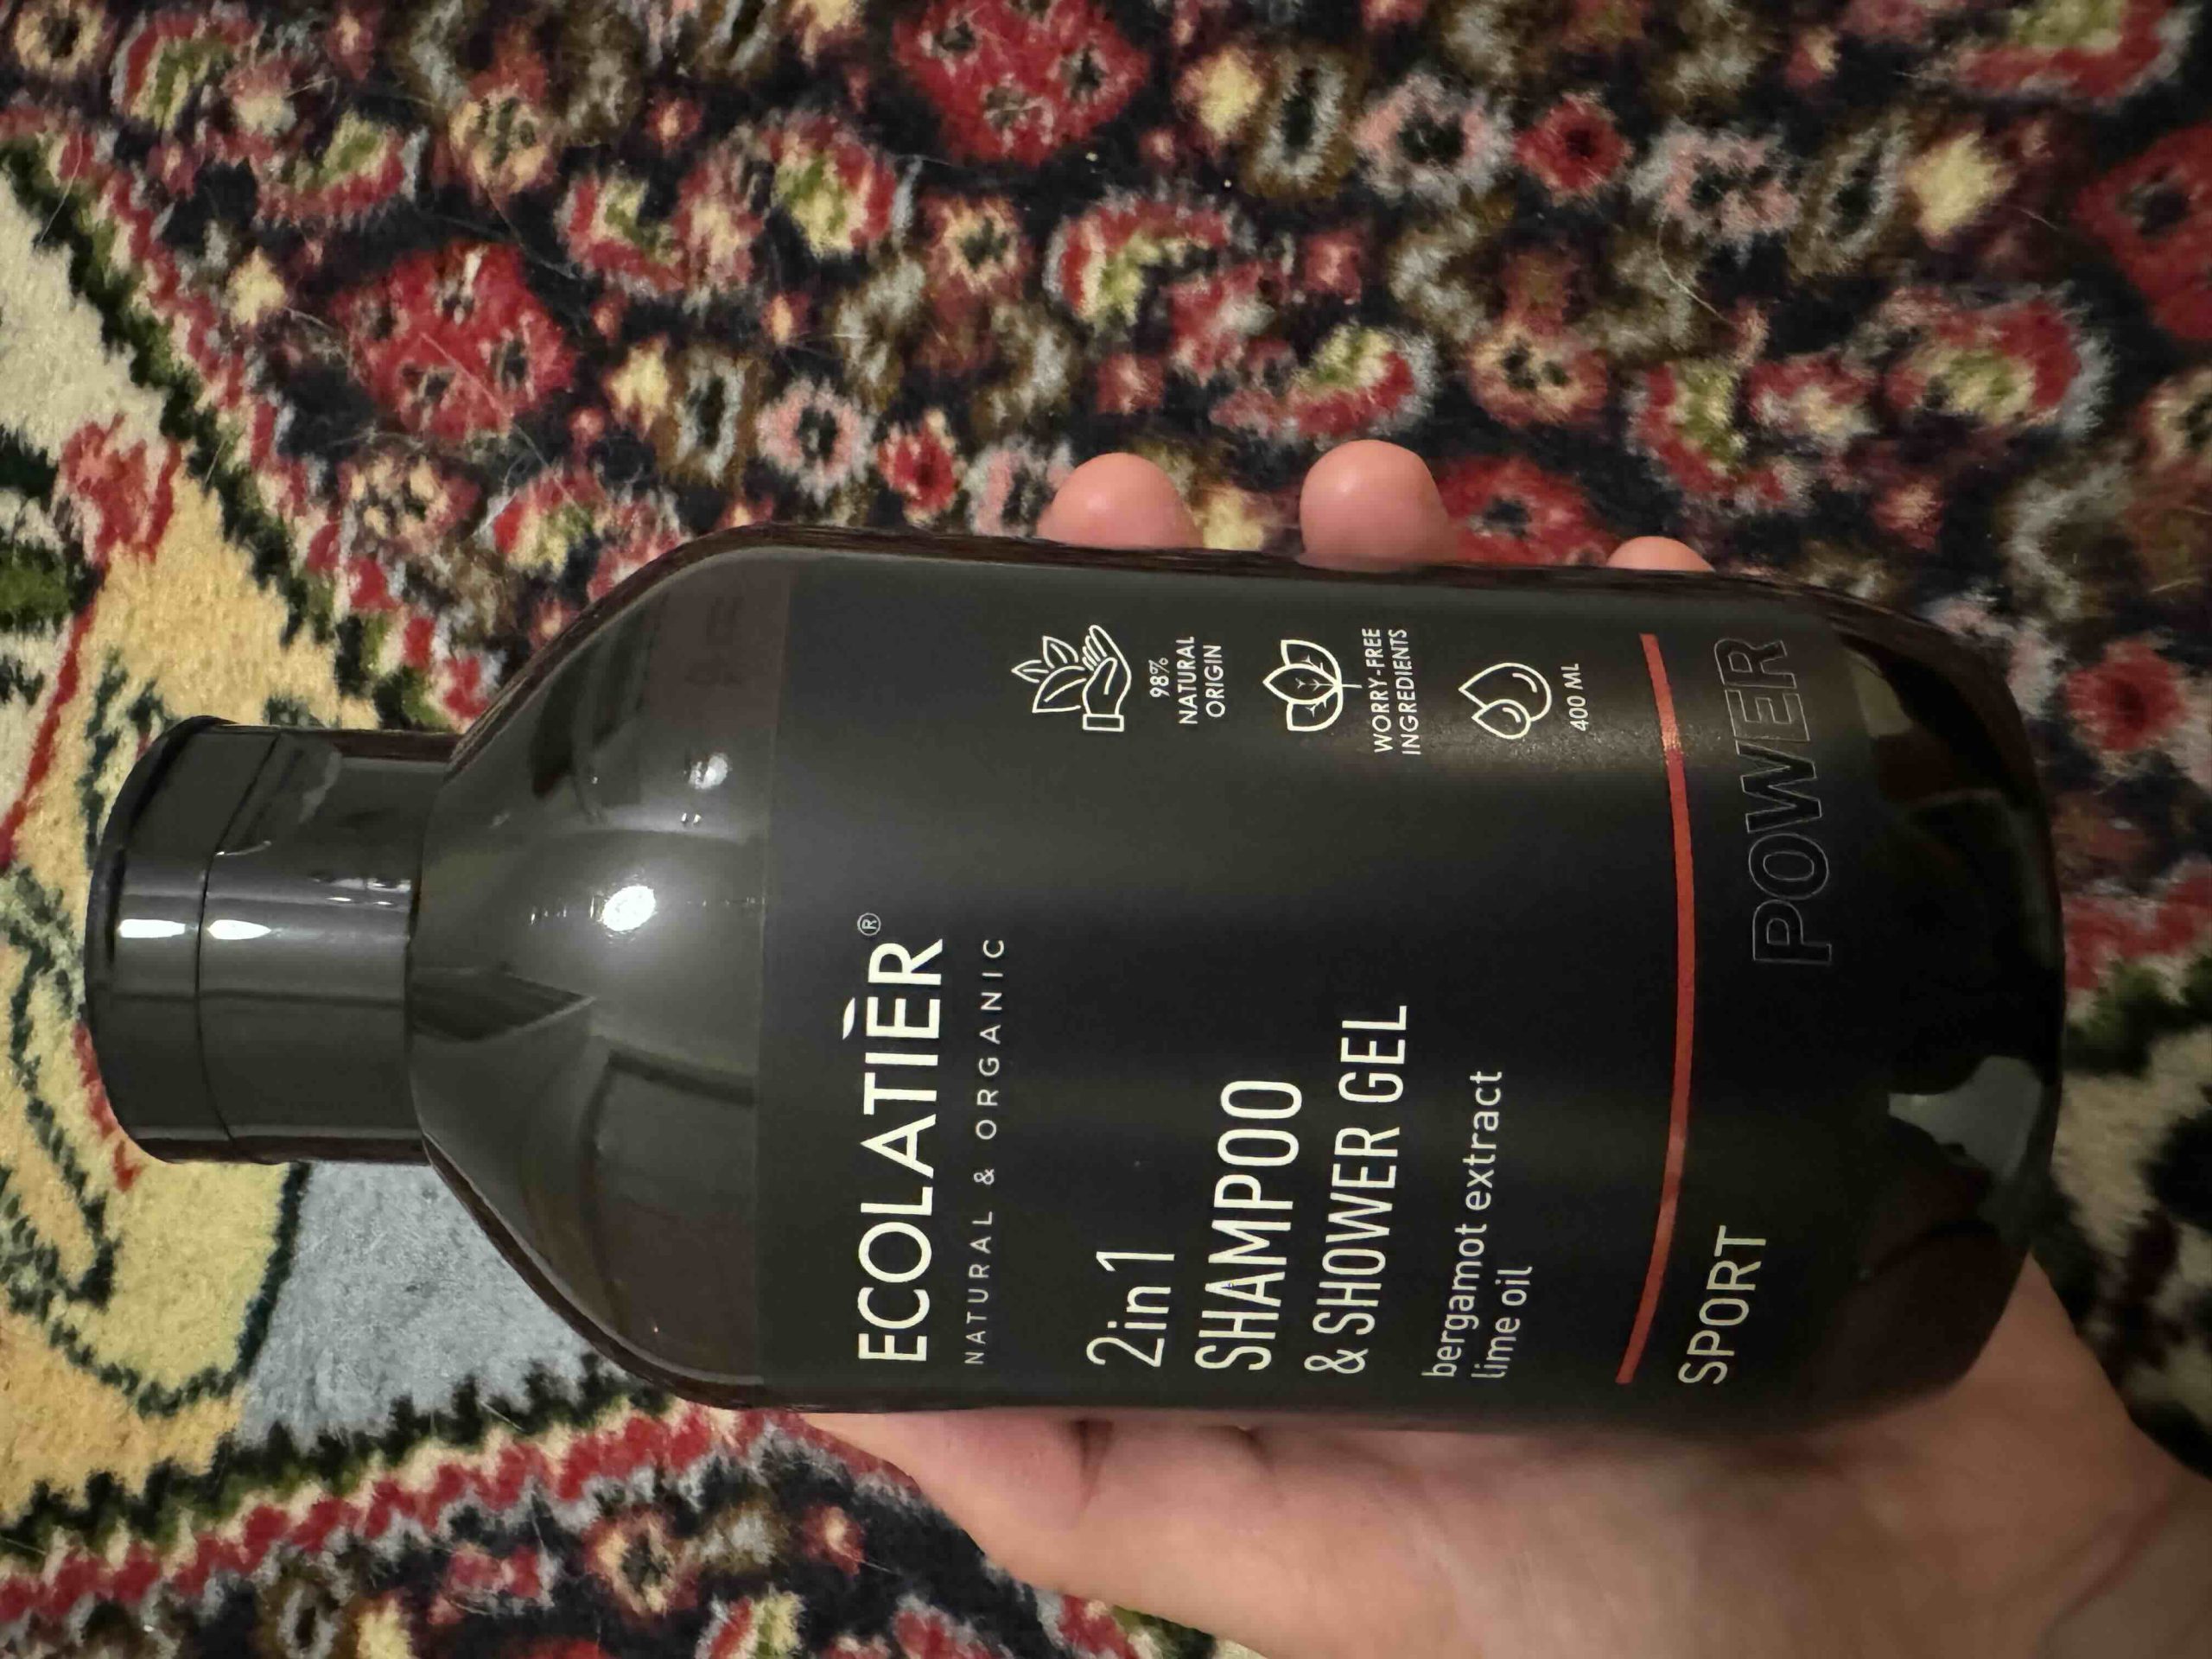 ECOLATIER®
NATURAL & ORGANIC
2in1
SHAMPOO
& SHOWER GEL
bergamot extract
lime oil
98%
NATURAL
ORIGIN
WORRY-FREE
INGREDIENTS
400 ML
SPORT
POWER